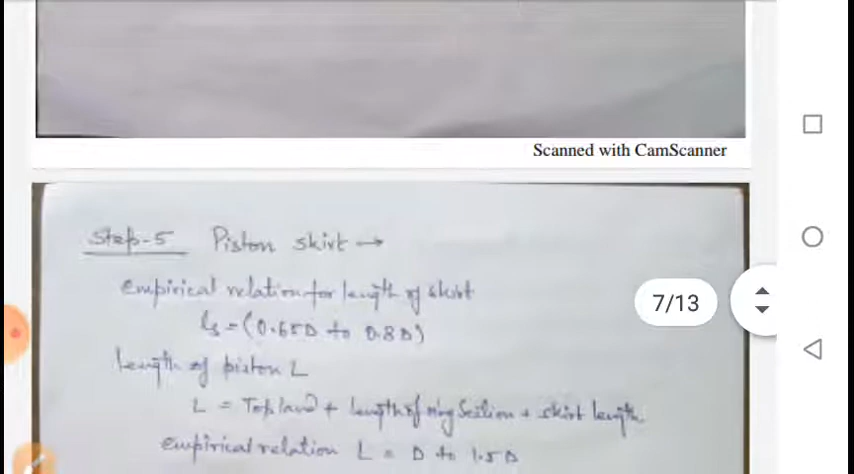 Scanned with CamScanner
Step-5 Piston skirt →
empirical relation for length of skirt
ls = (0.65D to 0.8D)
7/13
Length of piston L
L = Top land + length of ring Section + skirt length
empirical relation L = D to 1.5D